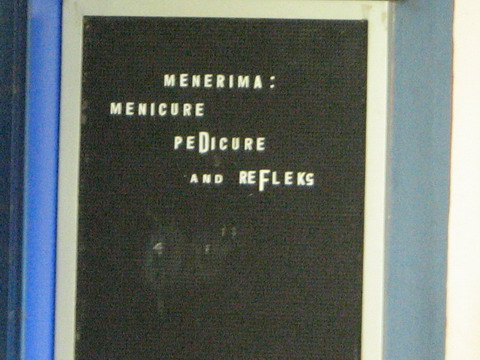 MENERIMA:
MENICURE
PEDICURE
AND REFLEKS